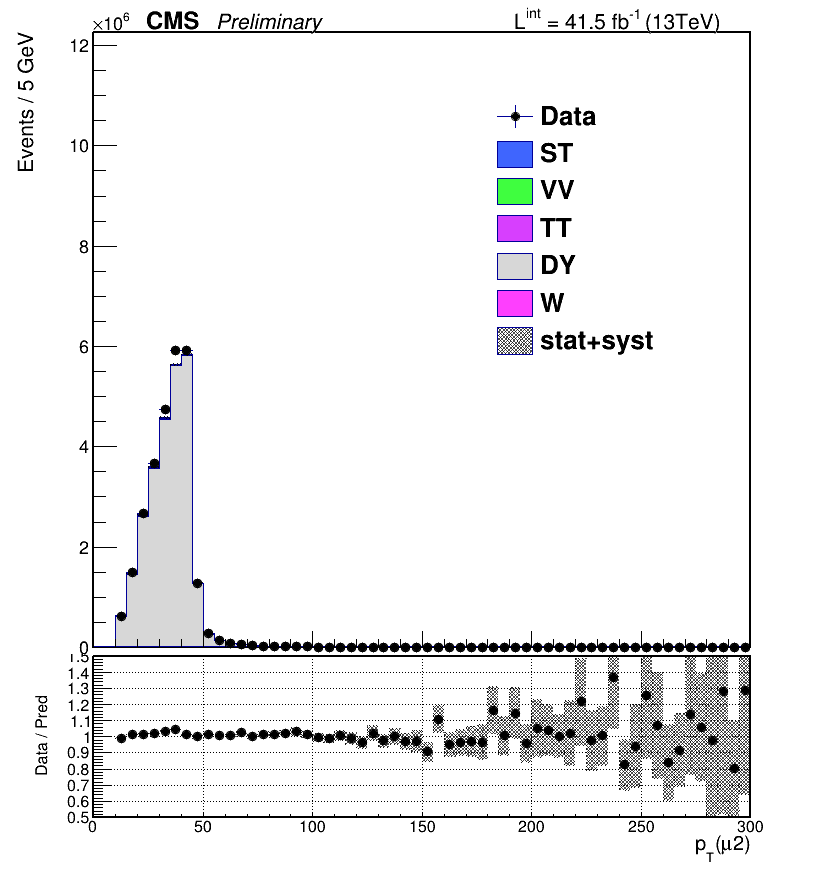 ×10⁶ CMS Preliminary L^int = 41.5 fb⁻¹ (13TeV)
Events / 5 GeV
12
10
8
6
4
2
0
Data
ST
VV
TT
DY
W
stat+syst
Data / Pred
1.5
1.4
1.3
1.2
1.1
1
0.9
0.8
0.7
0.6
0.5
0 50 100 150 200 250 300
p_T(μ2)